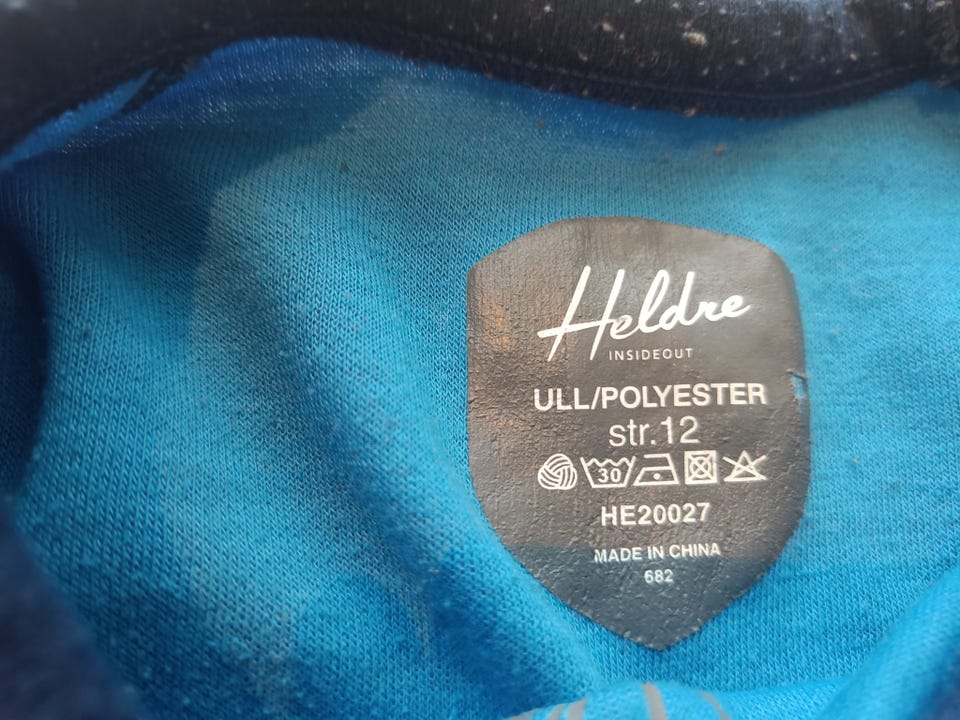 Heldre
INSIDEOUT
ULL/POLYESTER
str.12
30
HE20027
MADE IN CHINA
682